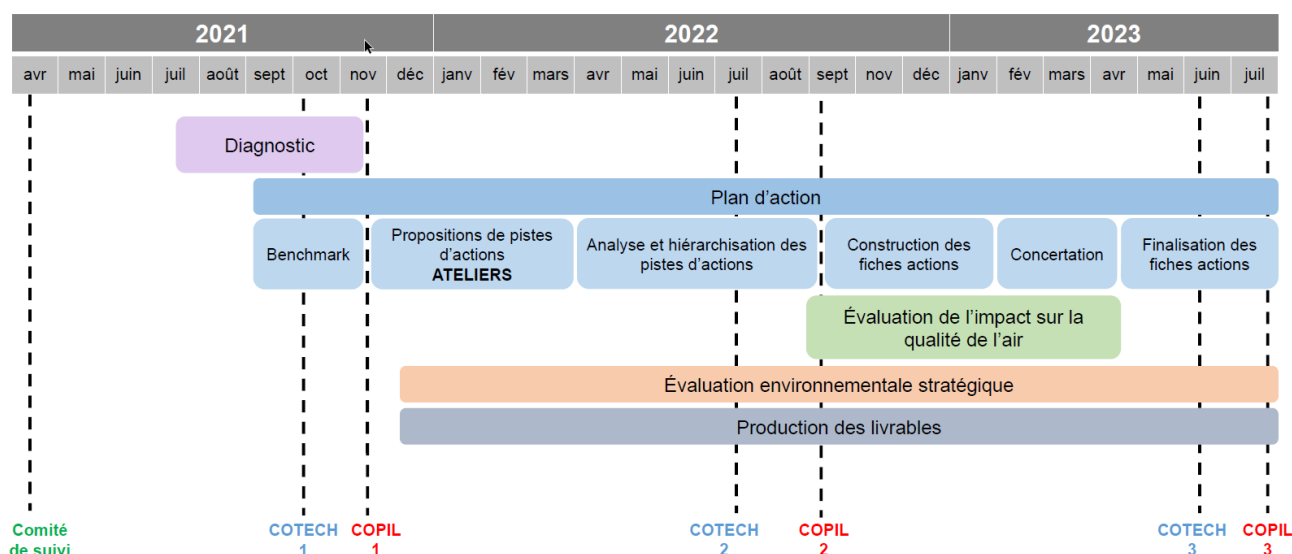 2021 2022 2023
avr mai juin juil août sept oct nov déc janv fév mars avr mai juin juil août sept nov déc janv fév mars avr mai juin juil
Diagnostic
Plan d’action
Benchmark
Propositions de pistes
d’actions
ATELIERS
Analyse et hiérarchisation des
pistes d’actions
Construction des
fiches actions
Concertation
Finalisation des
fiches actions
Évaluation de l’impact sur la
qualité de l’air
Évaluation environnementale stratégique
Production des livrables
Comité
de suivi
COTECH
1
COPIL
1
COTECH
2
COPIL
2
COTECH
3
COPIL
3